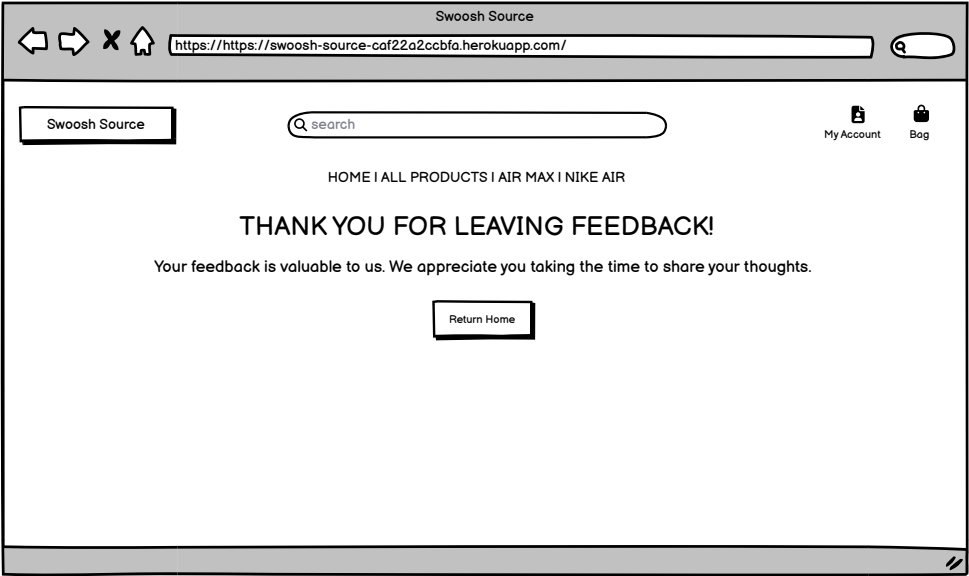 Swoosh Source
https://https://swoosh-source-caf22a2ccbfa.herokuapp.com/
Swoosh Source
search
My Account
Bag
HOME | ALL PRODUCTS | AIR MAX | NIKE AIR
THANK YOU FOR LEAVING FEEDBACK!
Your feedback is valuable to us. We appreciate you taking the time to share your thoughts.
Return Home